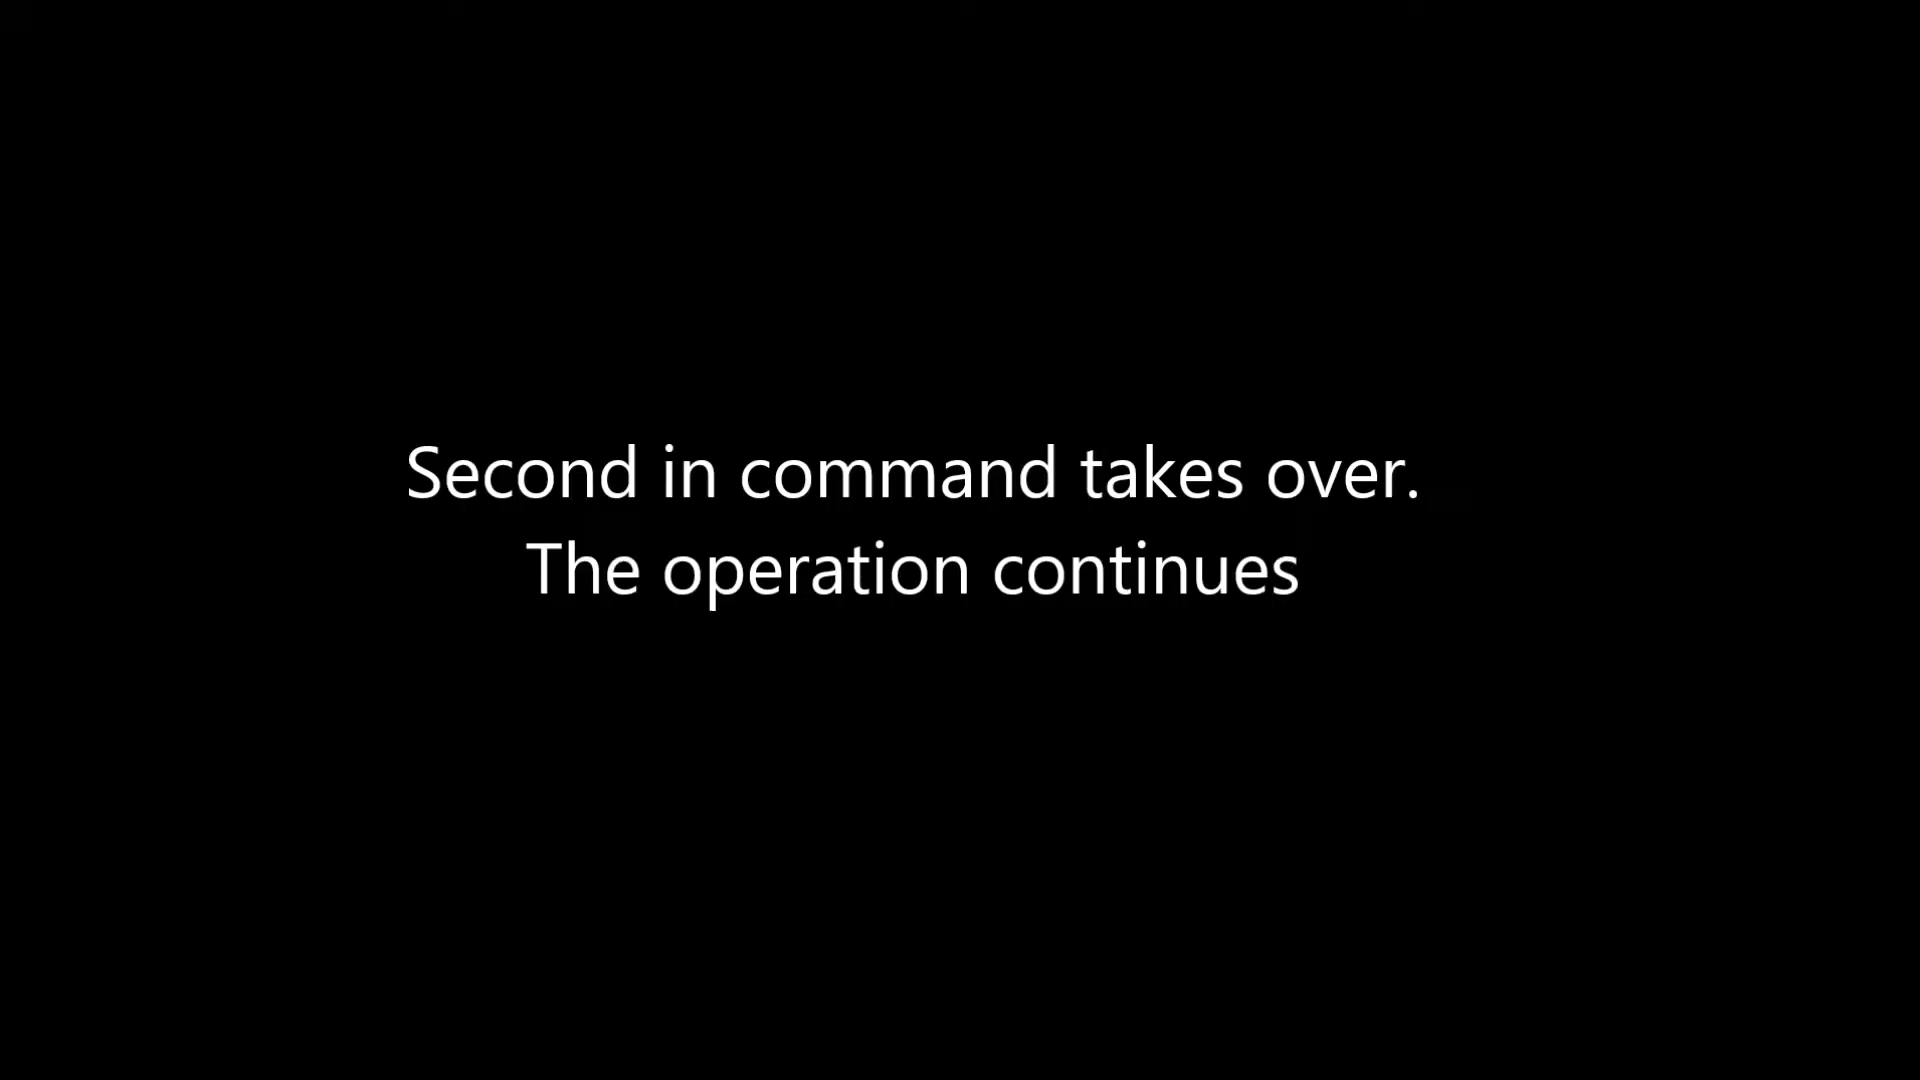 Second in command takes over.
The operation continues